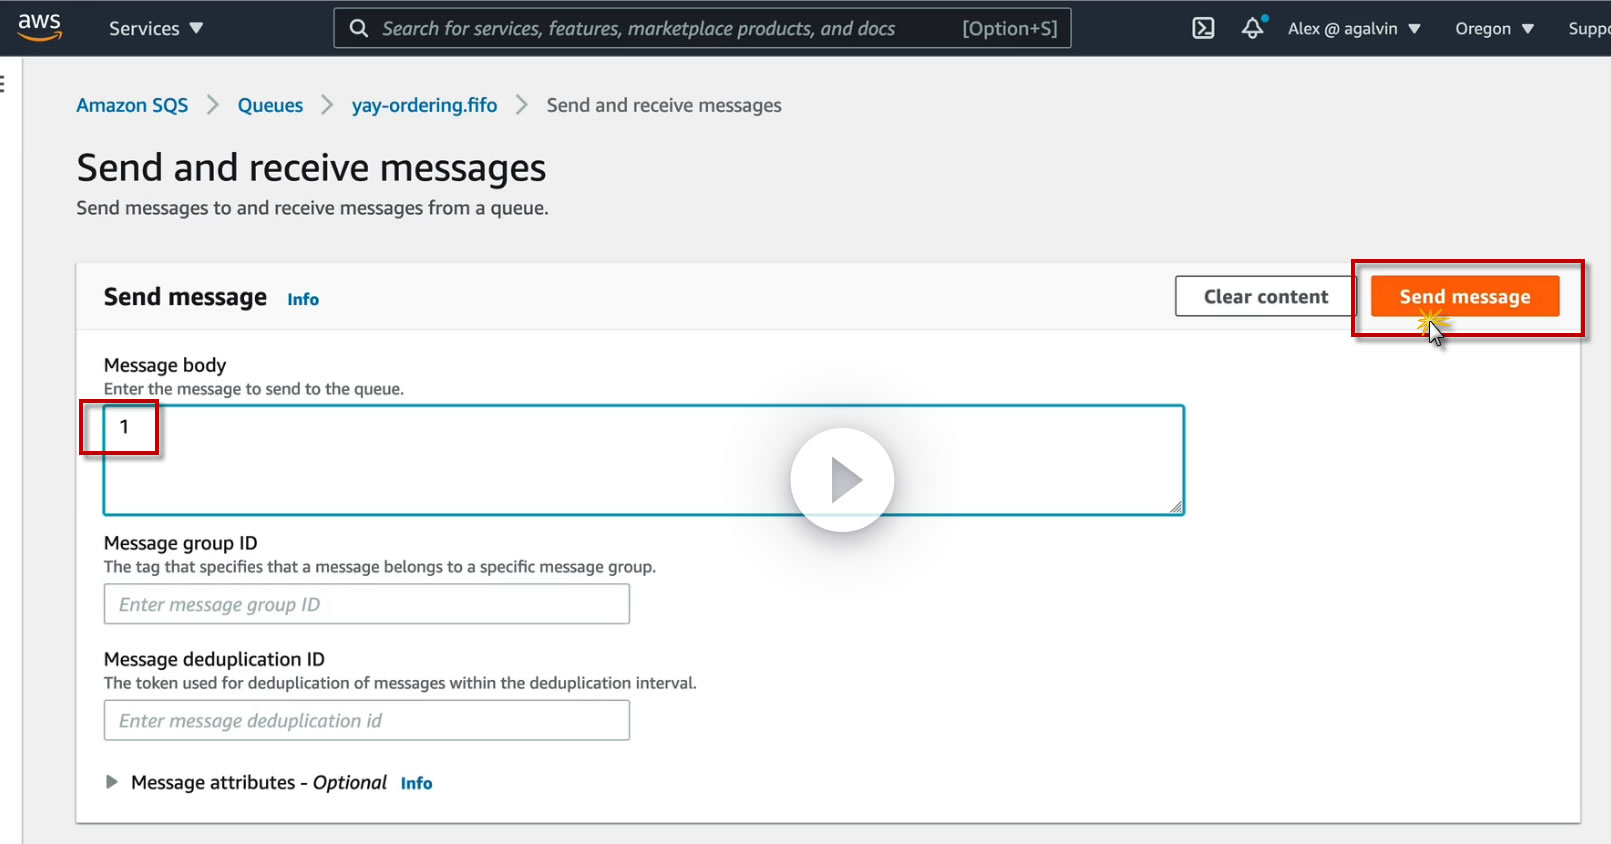 aws Services Search for services, features, marketplace products, and docs [Option+S] Alex @ agalvin Oregon
Amazon SQS Queues yay-ordering.fifo Send and receive messages
Send and receive messages
Send messages to and receive messages from a queue.
Send message Info Clear content Send message
Message body
Enter the message to send to the queue.
1
Message group ID
The tag that specifies that a message belongs to a specific message group.
Enter message group ID
Message deduplication ID
The token used for deduplication of messages within the deduplication interval.
Enter message deduplication id
Message attributes - Optional Info